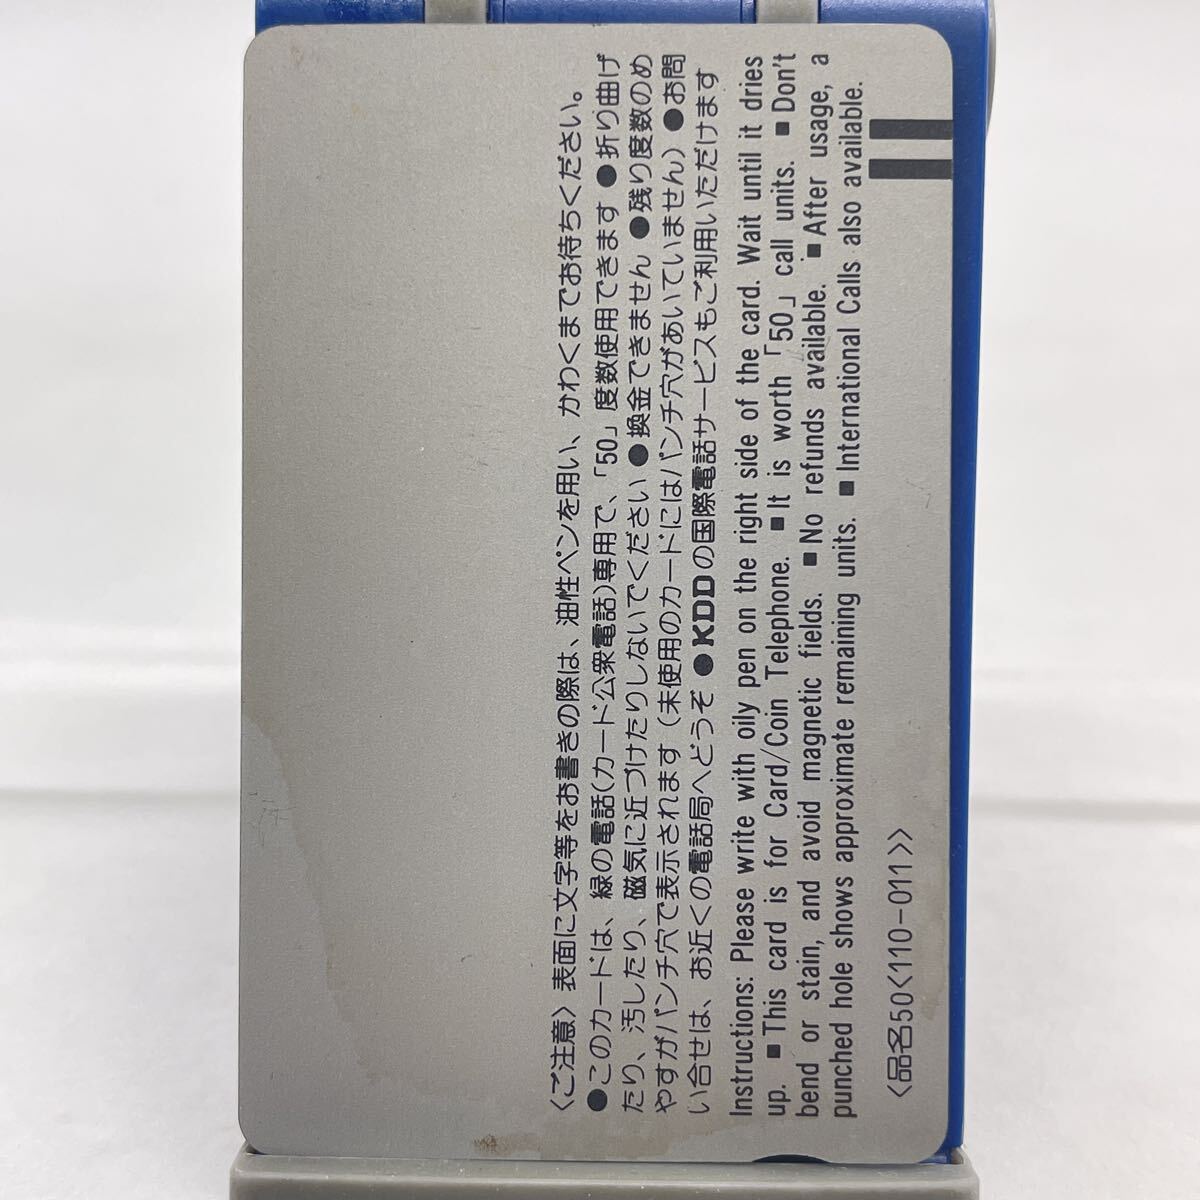 〈ご注意〉表面に文字等をお書きの際は、油性ペンを用い、かわくまでお待ちください。
●このカードは、緑の電話(カード公衆電話)専用で、「50」度数使用できます ●折り曲げ
たり、汚したり、磁気に近づけたりしないでください ●換金できません ●残り度数のめ
やすがパンチ穴で表示されます（未使用のカードにはパンチ穴があいていません）●お問
い合せは、お近くの電話局へどうぞ ●KDDの国際電話サービスもご利用いただけます
Instructions: Please write with oily pen on the right side of the card. Wait until it dries
up. ■This card is for Card/Coin Telephone. ■It is worth「50」call units. ■Don't
bend or stain, and avoid magnetic fields. ■No refunds available. ■After usage, a
punched hole shows approximate remaining units. ■International Calls also available.
〈品名50〈110-011〉〉